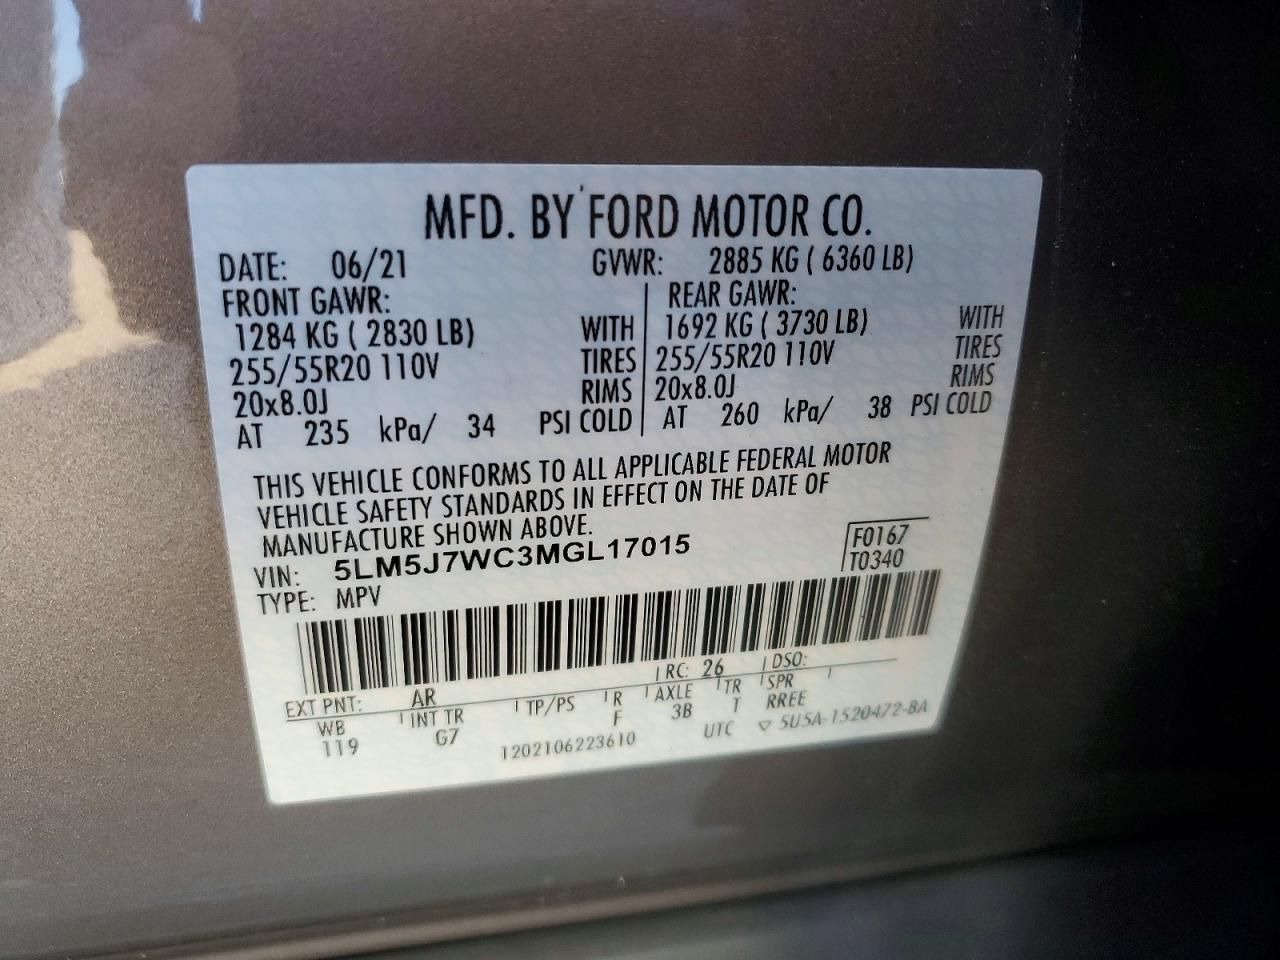 MFD. BY FORD MOTOR CO.
DATE: 06/21 GVWR: 2885 KG ( 6360 LB)
FRONT GAWR: REAR GAWR:
1284 KG ( 2830 LB) WITH 1692 KG ( 3730 LB) WITH
255/55R20 110V TIRES 255/55R20 110V TIRES
20x8.0J RIMS 20x8.0J RIMS
AT 235 kPa/ 34 PSI COLD AT 260 kPa/ 38 PSI COLD
THIS VEHICLE CONFORMS TO ALL APPLICABLE FEDERAL MOTOR
VEHICLE SAFETY STANDARDS IN EFFECT ON THE DATE OF
MANUFACTURE SHOWN ABOVE.
VIN: 5LM5J7WC3MGL17015 F0167
TYPE: MPV T0340
EXT PNT: AR RC: 26 DSO:
WB INT TR TP/PS R AXLE TR SPR
119 G7 F 3B T RREE
1202106223610 UTC ▽ 5U5A-1520472-BA